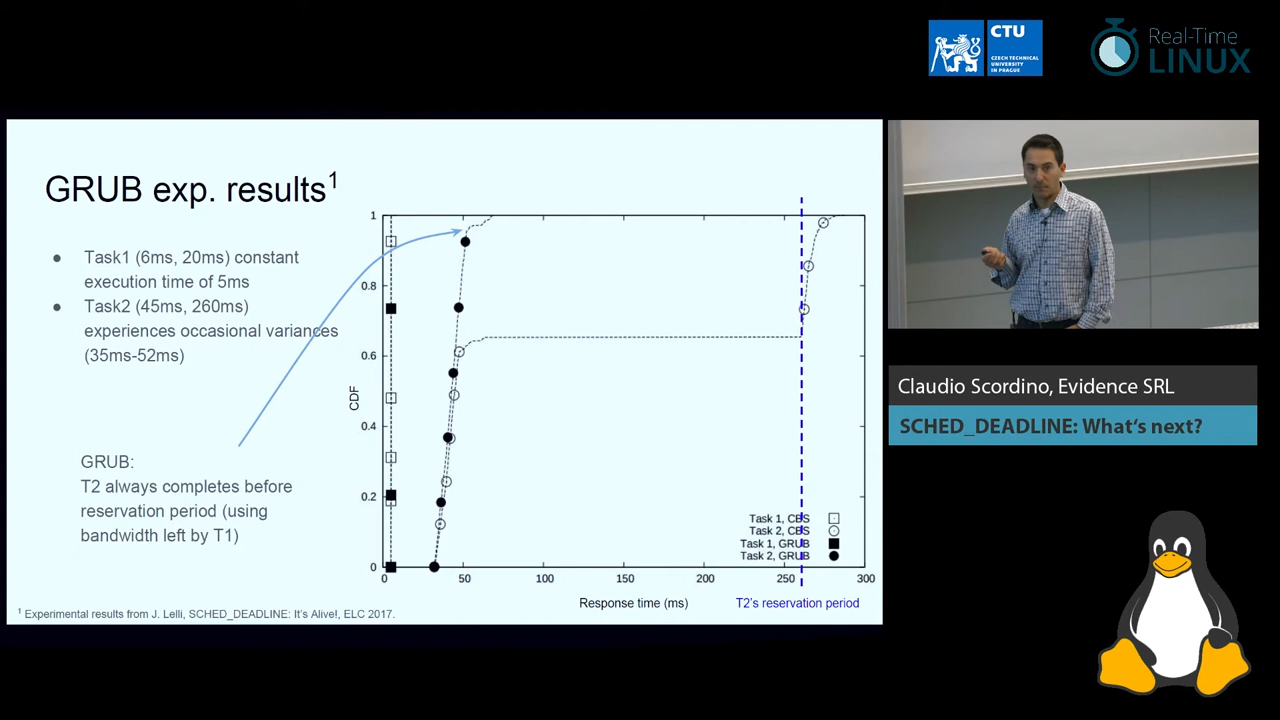 CTU
CZECH TECHNICAL
UNIVERSITY
IN PRAGUE
Real-Time
LINUX
GRUB exp. results1
● Task1 (6ms, 20ms) constant
execution time of 5ms
● Task2 (45ms, 260ms)
experiences occasional variances
(35ms-52ms)
GRUB:
T2 always completes before
reservation period (using
bandwidth left by T1)
1
0.8
0.6
0.4
0.2
0
CDF
0 50 100 150 200 250 300
Response time (ms)
T2's reservation period
Task 1, CBS
Task 2, CBS
Task 1, GRUB
Task 2, GRUB
1 Experimental results from J. Lelli, SCHED_DEADLINE: It's Alive!, ELC 2017.
Claudio Scordino, Evidence SRL
SCHED_DEADLINE: What's next?